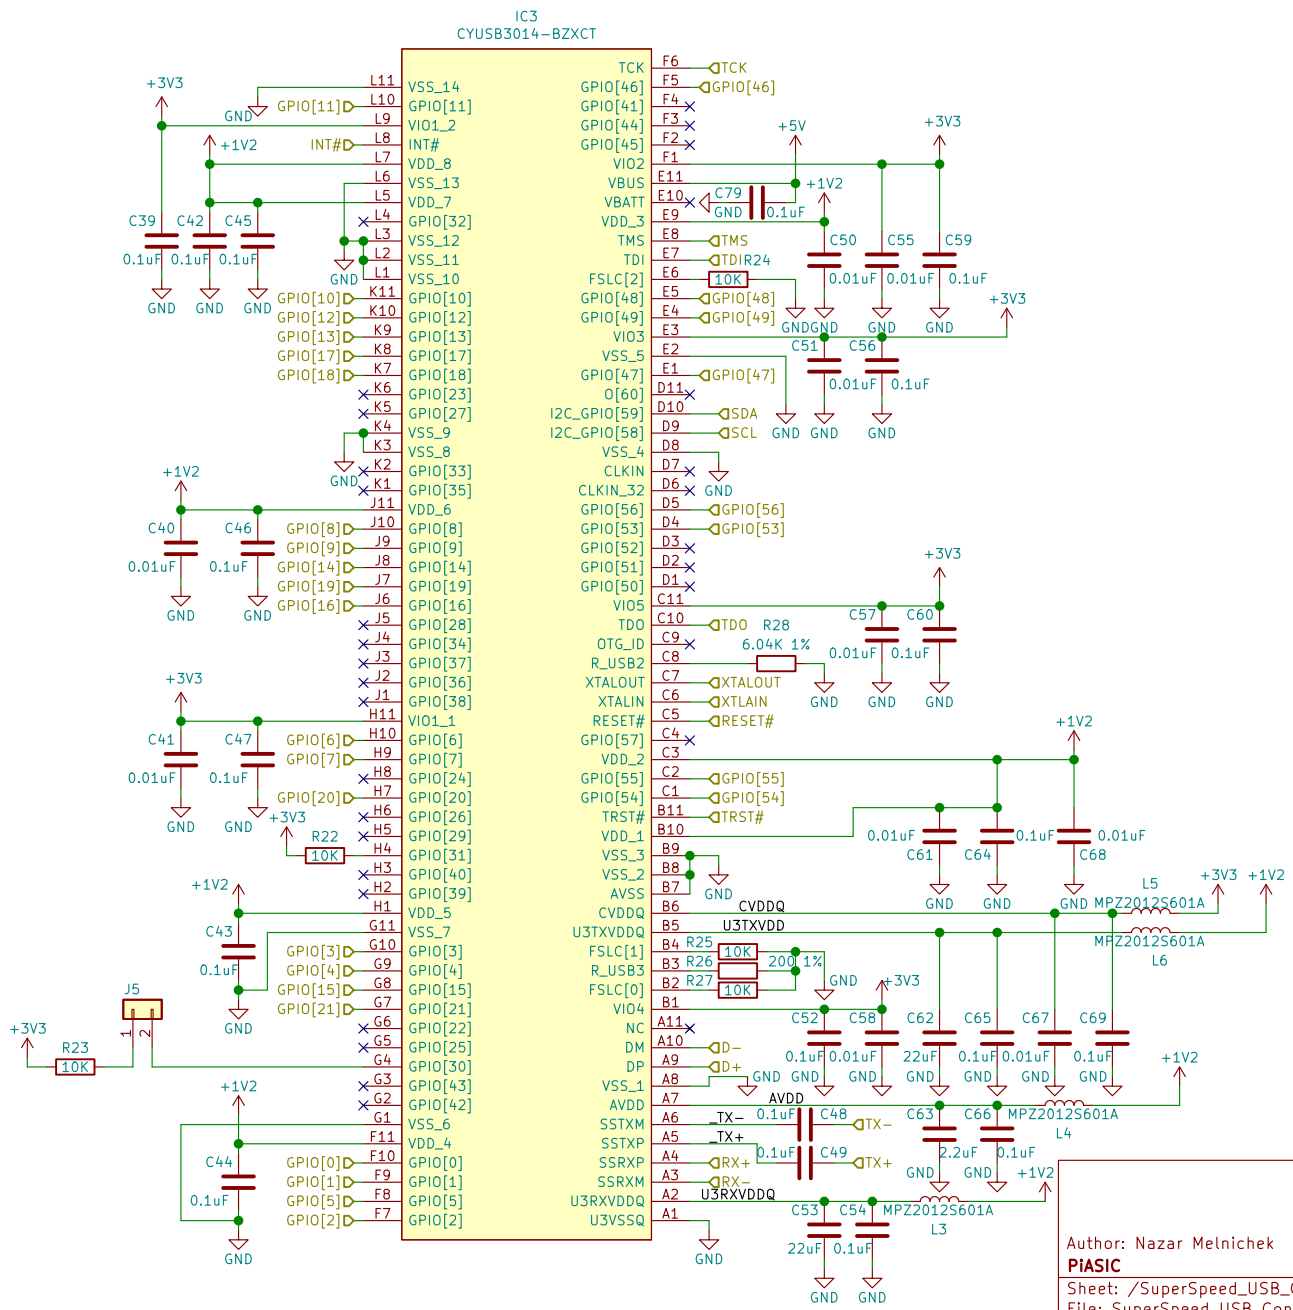 IC3
CYUSB3014-BZXCT
L11 VSS_14
L10 GPIO[11]
L9 VIO1_2
L8 INT#
L7 VDD_8
L6 VSS_13
L5 VDD_7
L4 GPIO[32]
L3 VSS_12
L2 VSS_11
L1 VSS_10
K11 GPIO[10]
K10 GPIO[12]
K9 GPIO[13]
K8 GPIO[17]
K7 GPIO[18]
K6 GPIO[23]
K5 GPIO[27]
K4 VSS_9
K3 VSS_8
K2 GPIO[33]
K1 GPIO[35]
J11 VDD_6
J10 GPIO[8]
J9 GPIO[9]
J8 GPIO[14]
J7 GPIO[19]
J6 GPIO[16]
J5 GPIO[28]
J4 GPIO[34]
J3 GPIO[37]
J2 GPIO[36]
J1 GPIO[38]
H11 VIO1_1
H10 GPIO[6]
H9 GPIO[7]
H8 GPIO[24]
H7 GPIO[20]
H6 GPIO[26]
H5 GPIO[29]
H4 GPIO[31]
H3 GPIO[40]
H2 GPIO[39]
H1 VDD_5
G11 VSS_7
G10 GPIO[3]
G9 GPIO[4]
G8 GPIO[15]
G7 GPIO[21]
G6 GPIO[22]
G5 GPIO[25]
G4 GPIO[30]
G3 GPIO[43]
G2 GPIO[42]
G1 VSS_6
F11 VDD_4
F10 GPIO[0]
F9 GPIO[1]
F8 GPIO[5]
F7 GPIO[2]
TCK F6
GPIO[46] F5
GPIO[41] F4
GPIO[44] F3
GPIO[45] F2
VIO2 F1
VBUS E11
VBATT E10
VDD_3 E9
TMS E8
TDI E7
FSLC[2] E6
GPIO[48] E5
GPIO[49] E4
VIO3 E3
VSS_5 E2
GPIO[47] E1
O[60] D11
I2C_GPIO[59] D10
I2C_GPIO[58] D9
VSS_4 D8
CLKIN D7
CLKIN_32 D6
GPIO[56] D5
GPIO[53] D4
GPIO[52] D3
GPIO[51] D2
GPIO[50] D1
VIO5 C11
TDO C10
OTG_ID C9
R_USB2 C8
XTALOUT C7
XTALIN C6
RESET# C5
GPIO[57] C4
VDD_2 C3
GPIO[55] C2
GPIO[54] C1
TRST# B11
VDD_1 B10
VSS_3 B9
VSS_2 B8
AVSS B7
CVDDQ B6
U3TXVDDQ B5
FSLC[1] B4
R_USB3 B3
FSLC[0] B2
VIO4 B1
NC A11
DM A10
DP A9
VSS_1 A8
AVDD A7
SSTXM A6
SSTXP A5
SSRXP A4
SSRXM A3
U3RXVDDQ A2
U3VSSQ A1
+3V3
GND
GPIO[11]
INT#
+1V2
C39
0.1uF
C42
0.1uF
C45
0.1uF
GND
GND
GND
GND
GPIO[10]
GPIO[12]
GPIO[13]
GPIO[17]
GPIO[18]
GND
+1V2
C40
0.01uF
C46
0.1uF
GND
GND
GPIO[8]
GPIO[9]
GPIO[14]
GPIO[19]
GPIO[16]
+3V3
C41
0.01uF
C47
0.1uF
GND
GND
GPIO[6]
GPIO[7]
GPIO[20]
+3V3
R22
10K
+1V2
C43
0.1uF
GND
GPIO[3]
GPIO[4]
GPIO[15]
GPIO[21]
J5
1
2
+3V3
R23
10K
+1V2
C44
0.1uF
GND
GPIO[0]
GPIO[1]
GPIO[5]
GPIO[2]
TCK
GPIO[46]
+5V
+3V3
C79
GND
0.1uF
+1V2
TMS
TDI
R24
10K
C50
0.01uF
C55
0.01uF
C59
0.1uF
GPIO[48]
GPIO[49]
GND
GND
GND
GND
+3V3
C51
0.01uF
C56
0.1uF
GPIO[47]
GND
GND
GND
SDA
SCL
GND
GPIO[56]
GPIO[53]
+3V3
C57
0.01uF
C60
0.1uF
GND
GND
TDO
R28
6.04K 1%
GND
XTALOUT
XTLAIN
RESET#
+1V2
GPIO[55]
GPIO[54]
TRST#
0.01uF
C61
0.1uF
C64
0.01uF
C68
GND
GND
GND
GND
CVDDQ
U3TXVDD
L5
MPZ2012S601A
+3V3
+1V2
MPZ2012S601A
L6
R25
10K
R26
200 1%
R27
10K
GND
+3V3
C52
0.1uF
C58
0.01uF
C62
22uF
C65
0.1uF
C67
0.01uF
C69
0.1uF
D-
D+
GND
GND
GND
GND
GND
GND
GND
AVDD
+1V2
MPZ2012S601A
L4
_TX-
0.1uF
C48
TX-
_TX+
0.1uF
C49
TX+
C63
2.2uF
C66
0.1uF
GND
GND
RX+
RX-
U3RXVDDQ
+1V2
MPZ2012S601A
L3
C53
22uF
C54
0.1uF
GND
GND
GND
Author: Nazar Melnichek
PiASIC
Sheet: /SuperSpeed_USB_